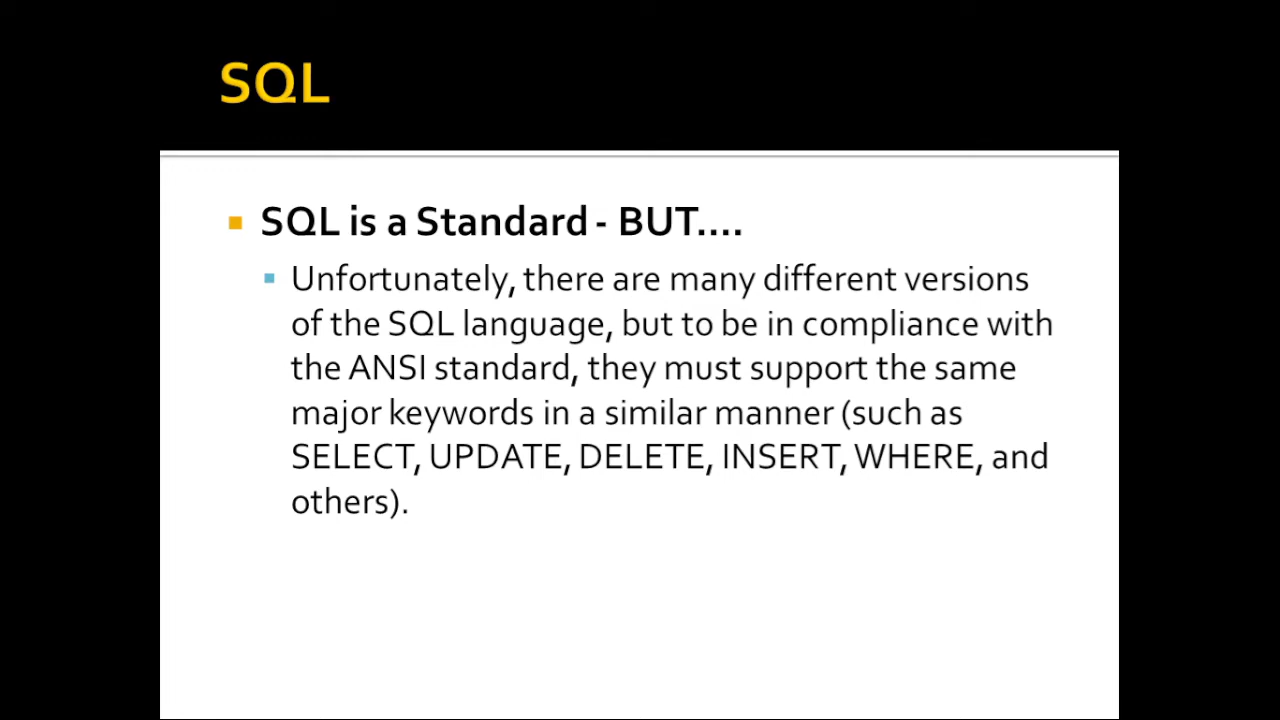 SQL
SQL is a Standard - BUT....
Unfortunately, there are many different versions
of the SQL language, but to be in compliance with
the ANSI standard, they must support the same
major keywords in a similar manner (such as
SELECT, UPDATE, DELETE, INSERT, WHERE, and
others).